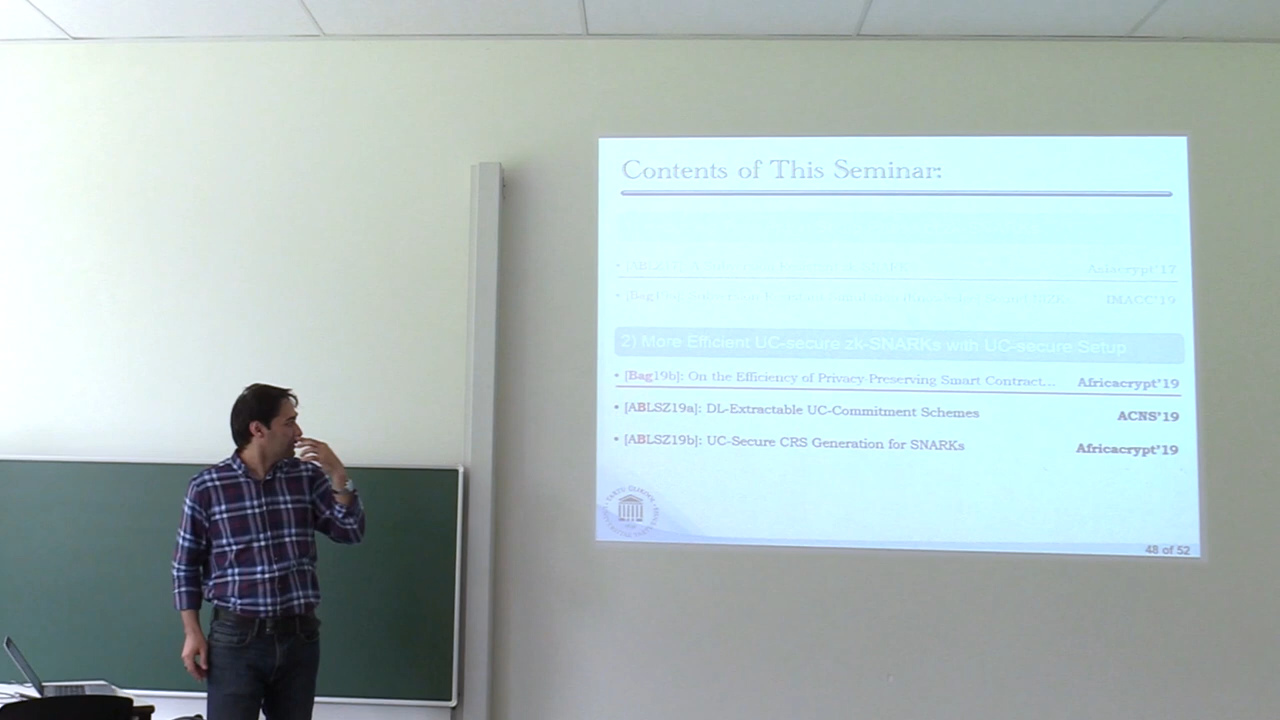 Contents of This Seminar:
Asiacrypt'17
• [Bag19a]: IMACC'19
2) More Efficient UC-secure zk-SNARKs with UC-secure Setup
• [Bag19b]: On the Efficiency of Privacy-Preserving Smart Contract... Africacrypt'19
• [ABLSZ19a]: DL-Extractable UC-Commitment Schemes ACNS'19
• [ABLSZ19b]: UC-Secure CRS Generation for SNARKs Africacrypt'19
48 of 52